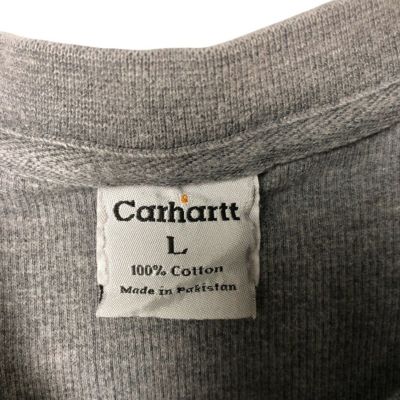 Carhartt
L
100% Cotton
Made in Pakistan